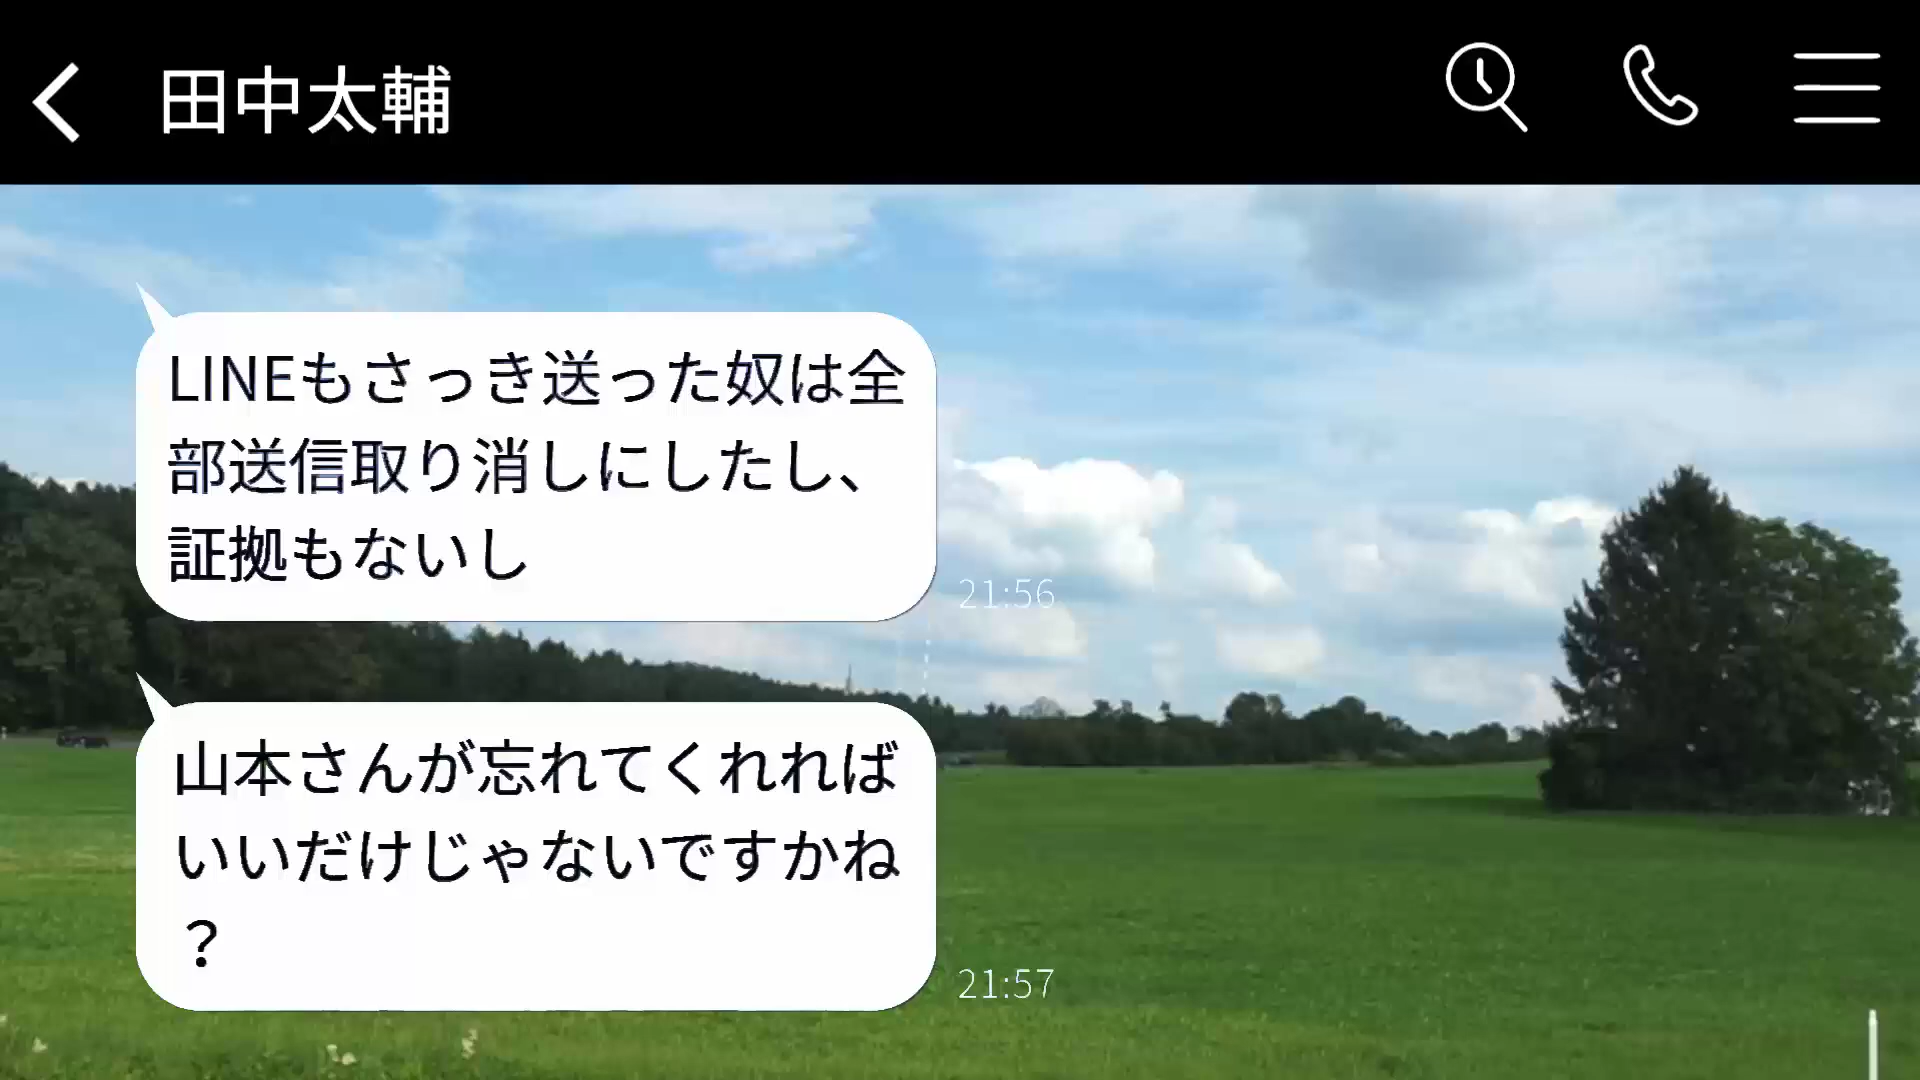 田中太輔
LINEもさっき送った奴は全
部送信取り消しにしたし、
証拠もないし
21:56
山本さんが忘れてくれれば
いいだけじゃないですかね
？
21:57